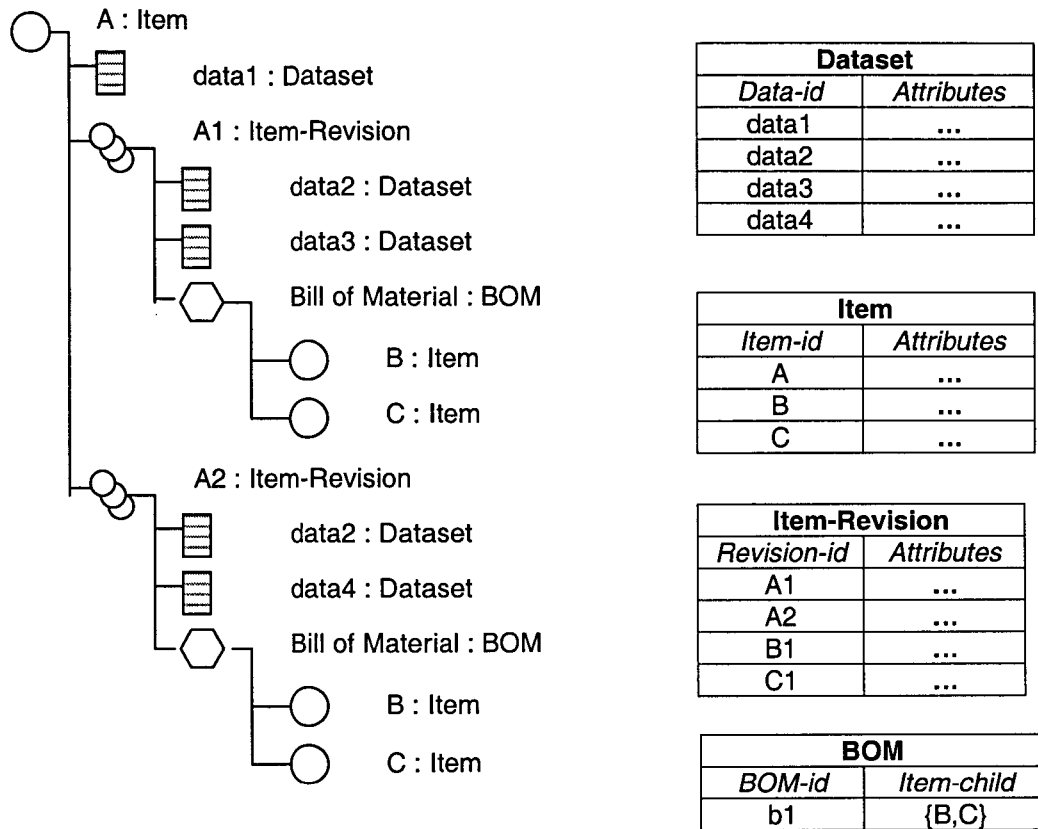 A : Item
data1 : Dataset
A1 : Item-Revision
data2 : Dataset
data3 : Dataset
Bill of Material : BOM
B : Item
C : Item
A2 : Item-Revision
data2 : Dataset
data4 : Dataset
Bill of Material : BOM
B : Item
C : Item
Dataset
Data-id Attributes
data1 ...
data2 ...
data3 ...
data4 ...
Item
Item-id Attributes
A ...
B ...
C ...
Item-Revision
Revision-id Attributes
A1 ...
A2 ...
B1 ...
C1 ...
BOM
BOM-id Item-child
b1 {B,C}